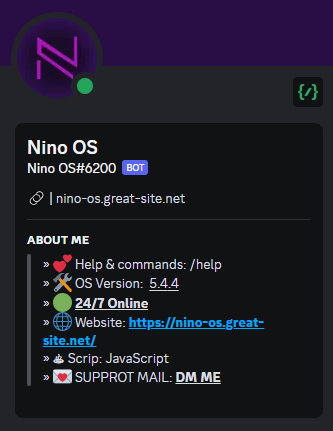 Nino OS
Nino OS#6200 BOT
| nino-os.great-site.net
ABOUT ME
» 💕 Help & commands: /help
» 🛠️ OS Version: 5.4.4
» 🟢 24/7 Online
» 🌐 Website: https://nino-os.great-
site.net/
» ☕ Scrip: JavaScript
» 💌 SUPPROT MAIL: DM ME